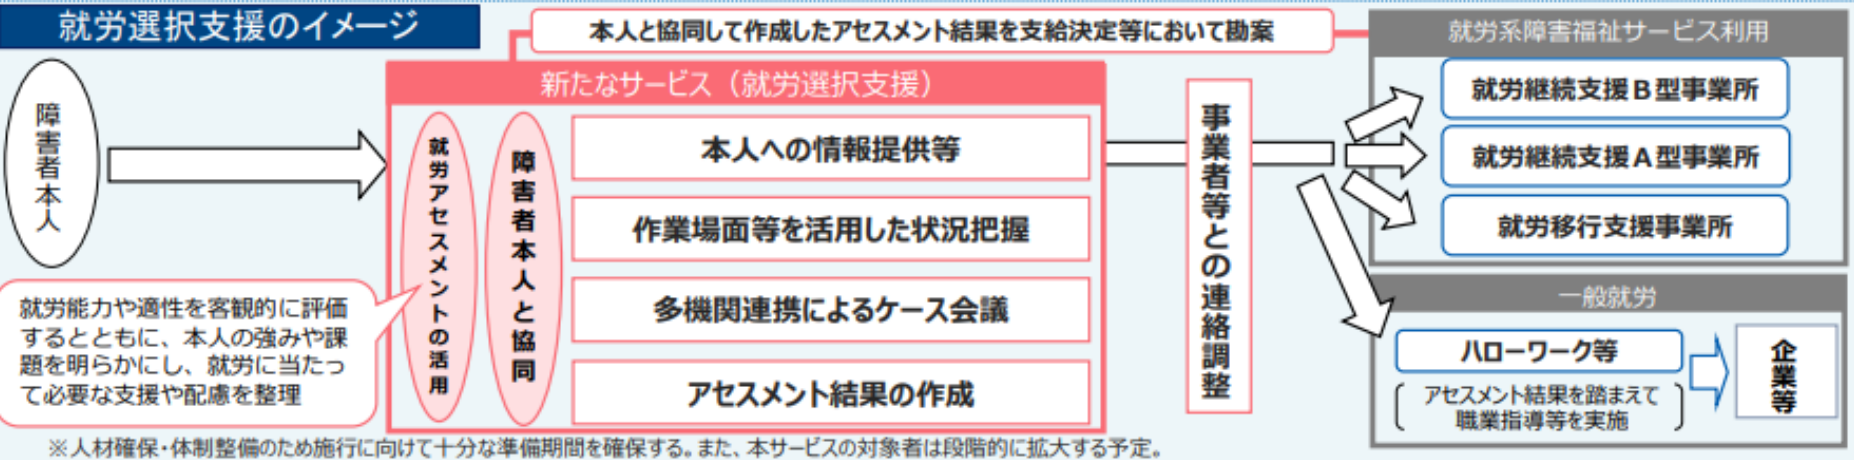 就労選択支援のイメージ
本人と協同して作成したアセスメント結果を支給決定等において勘案
障害者本人
新たなサービス（就労選択支援）
就労アセスメントの活用
障害者本人と協同
本人への情報提供等
作業場面等を活用した状況把握
多機関連携によるケース会議
アセスメント結果の作成
就労能力や適性を客観的に評価
するとともに、本人の強みや課
題を明らかにし、就労に当たっ
て必要な支援や配慮を整理
事業者等との連絡調整
就労系障害福祉サービス利用
就労継続支援Ｂ型事業所
就労継続支援Ａ型事業所
就労移行支援事業所
一般就労
ハローワーク等
アセスメント結果を踏まえて
職業指導等を実施
企業等
※人材確保・体制整備のため施行に向けて十分な準備期間を確保する。また、本サービスの対象者は段階的に拡大する予定。